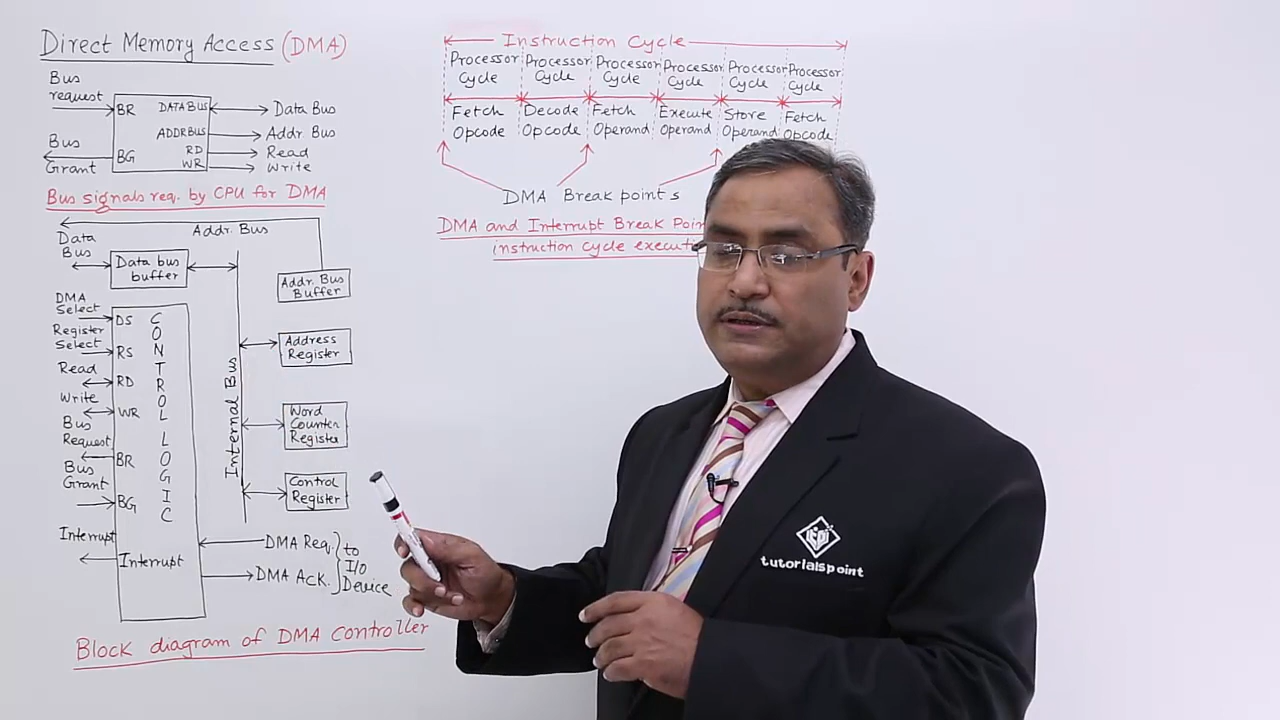 Direct Memory Access (DMA)
Bus request
BR
DATA BUS
Data Bus
ADDR BUS
Addr Bus
Bus Grant
BG
RD
Read
WR
Write
Bus signals req. by CPU for DMA
Addr. Bus
Data Bus
Data bus buffer
Addr. Bus Buffer
DMA Select
DS
Register Select
RS
Read
RD
Write
WR
Bus Request
BR
Bus Grant
BG
Interrupt
Interrupt
CONTROL LOGIC
Internal Bus
Address Register
Word Counter Register
Control Register
DMA Req.
DMA Ack.
to I/O Device
Block diagram of DMA Controller
Instruction Cycle
Processor Cycle
Processor Cycle
Processor Cycle
Processor Cycle
Processor Cycle
Processor Cycle
Fetch Opcode
Decode Opcode
Fetch Operand
Execute Operand
Store Operand
Fetch Opcode
DMA Break points
DMA and Interrupt Break
instruction cycle
tutorialspoint